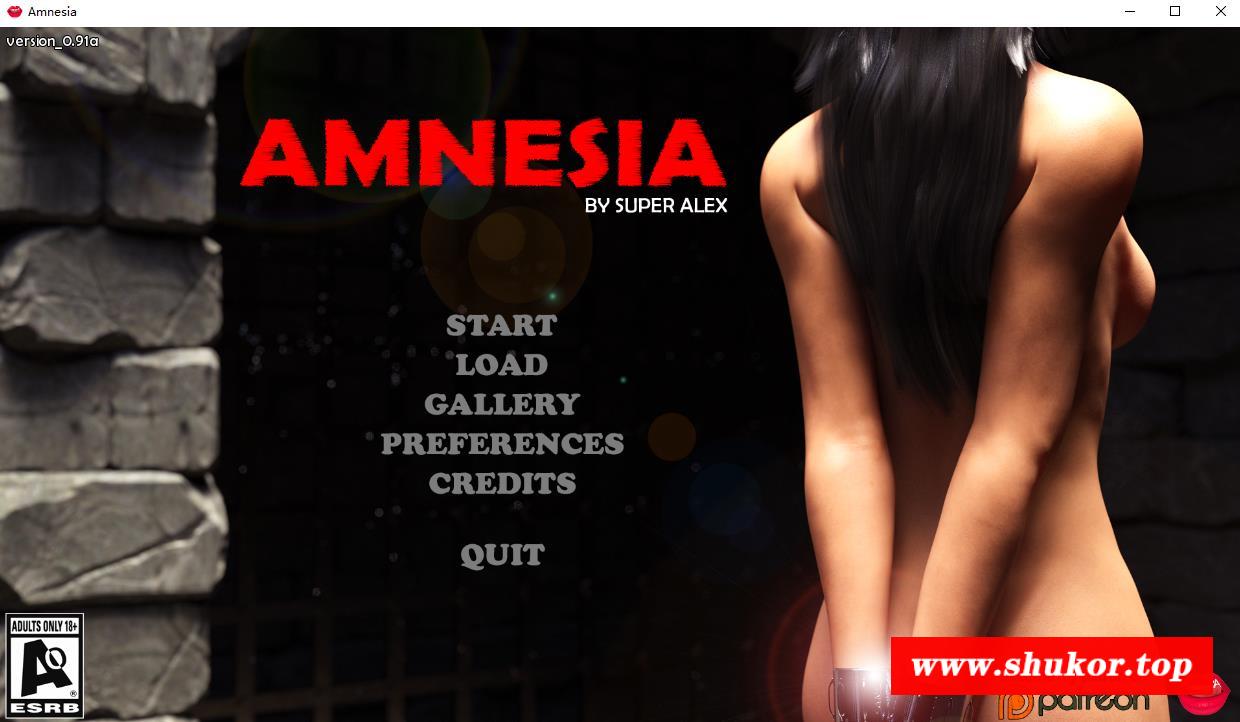 Amnesia
version_0.91a
AMNESIA
BY SUPER ALEX
START
LOAD
GALLERY
PREFERENCES
CREDITS
QUIT
ADULTS ONLY 18+
AO
ESRB
www.shukor.top
patreon